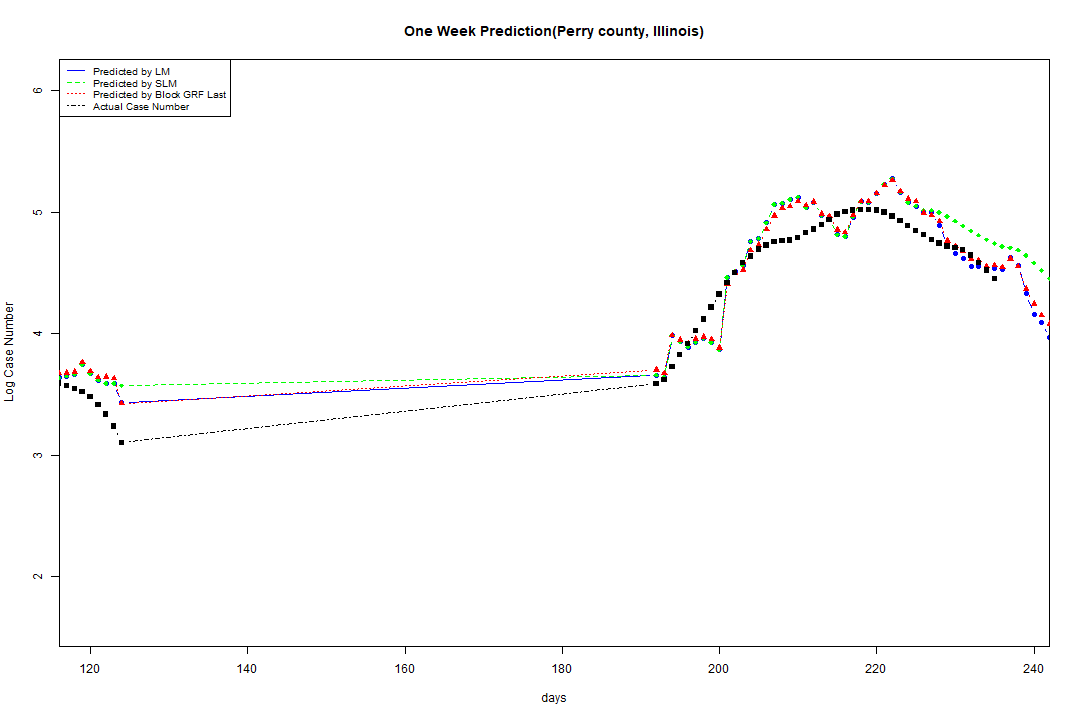 One Week Prediction(Perry county, Illinois)
Predicted by LM
Predicted by SLM
Predicted by Block GRF Last
Actual Case Number
6
5
4
3
2
Log Case Number
120 140 160 180 200 220 240
days